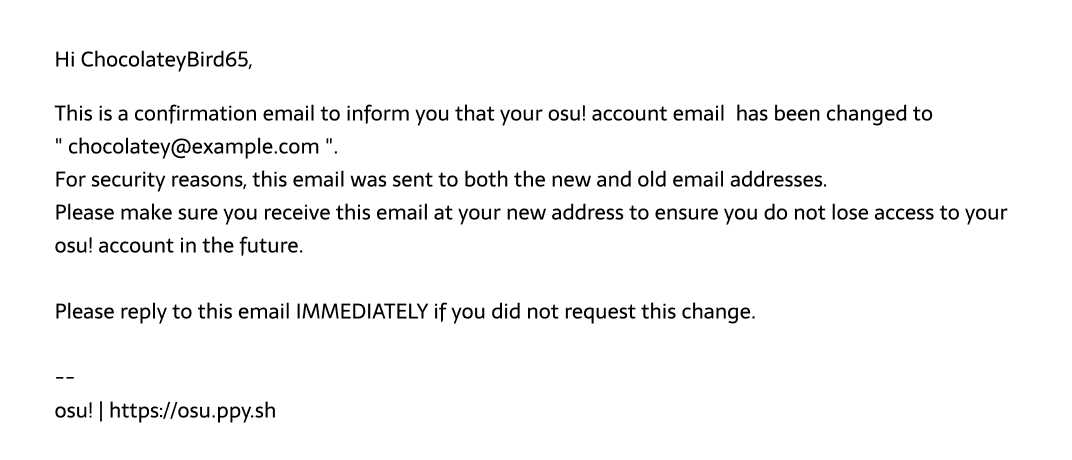 Hi ChocolateyBird65,
This is a confirmation email to inform you that your osu! account email  has been changed to
" chocolatey@example.com ".
For security reasons, this email was sent to both the new and old email addresses.
Please make sure you receive this email at your new address to ensure you do not lose access to your
osu! account in the future.
Please reply to this email IMMEDIATELY if you did not request this change.
--
osu! | https://osu.ppy.sh